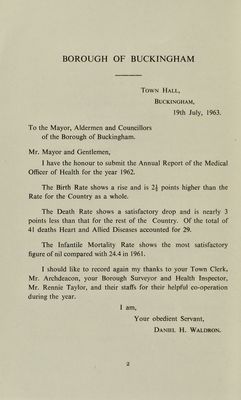 BOROUGH OF BUCKINGHAM
TOWN HALL,
BUCKINGHAM,
19th July, 1963.
To the Mayor, Aldermen and Councillors
of the Borough of Buckingham.
Mr. Mayor and Gentlemen,
I have the honour to submit the Annual Report of the Medical
Officer of Health for the year 1962.
The Birth Rate shows a rise and is 2½ points higher than the
Rate for the Country as a whole.
The Death Rate shows a satisfactory drop and is nearly 3
points less than that for the rest of the Country. Of the total of
41 deaths Heart and Allied Diseases accounted for 29.
The Infantile Mortality Rate shows the most satisfactory
figure of nil compared with 24.4 in 1961.
I should like to record again my thanks to your Town Clerk,
Mr. Archdeacon, your Borough Surveyor and Health Inspector,
Mr. Rennie Taylor, and their staffs for their helpful co-operation
during the year.
I am,
Your obedient Servant,
DANIEL H. WALDRON.
2